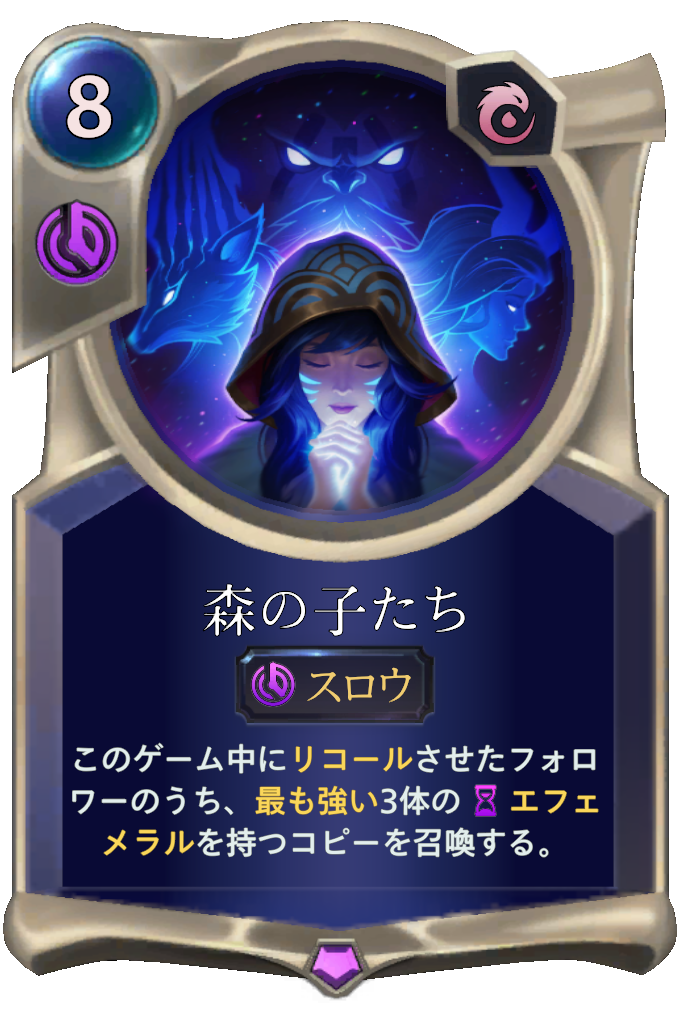 8
森の子たち
スロウ
このゲーム中にリコールさせたフォロ
ワーのうち、最も強い3体の エフェ
メラルを持つコピーを召喚する。